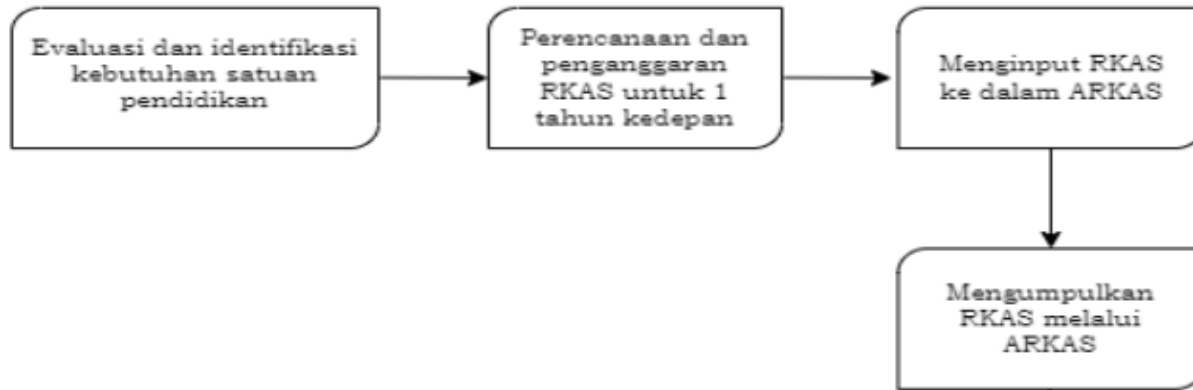 Evaluasi dan identifikasi
kebutuhan satuan
pendidikan
Perencanaan dan
penganggaran
RKAS untuk 1
tahun kedepan
Menginput RKAS
ke dalam ARKAS
Mengumpulkan
RKAS melalui
ARKAS